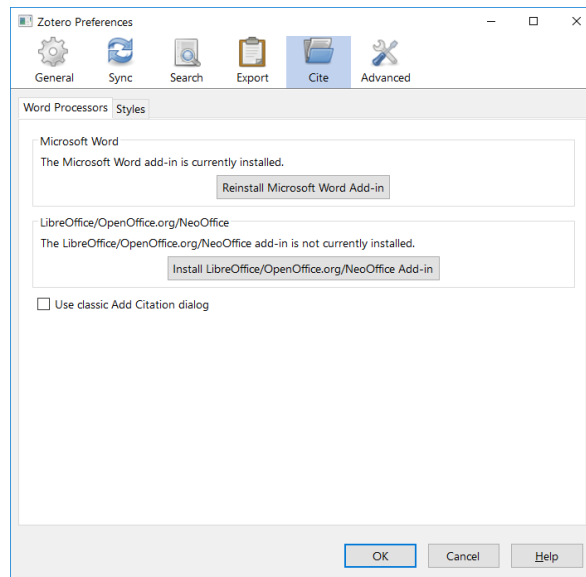 Zotero Preferences
General Sync Search Export Cite Advanced
Word Processors Styles
Microsoft Word
The Microsoft Word add-in is currently installed.
Reinstall Microsoft Word Add-in
LibreOffice/OpenOffice.org/NeoOffice
The LibreOffice/OpenOffice.org/NeoOffice add-in is not currently installed.
Install LibreOffice/OpenOffice.org/NeoOffice Add-in
Use classic Add Citation dialog
OK Cancel Help